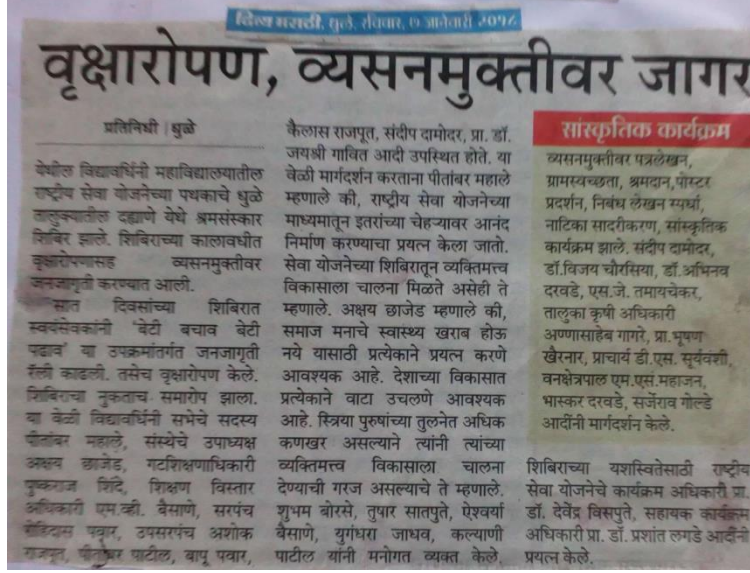 दिव्य मराठी, धुळे, रविवार, ७ जानेवारी २०१८
वृक्षारोपण, व्यसनमुक्तीवर जागर
प्रतिनिधी | धुळे
येथील विद्यावर्धिनी महाविद्यालयातील
राष्ट्रीय सेवा योजनेच्या पथकाचे धुळे
तालुक्यातील दह्याणे येथे श्रमसंस्कार
शिबिर झाले. शिबिराच्या कालावधीत
वृक्षारोपणासह व्यसनमुक्तीवर
जनजागृती करण्यात आली.
सात दिवसांच्या शिबिरात
स्वयंसेवकांनी 'बेटी बचाव बेटी
पढाव' या उपक्रमांतर्गत जनजागृती
रॅली काढली. तसेच वृक्षारोपण केले.
शिबिराचा नुकताच समारोप झाला.
या वेळी विद्यावर्धिनी सभेचे सदस्य
पीतांबर महाले, संस्थेचे उपाध्यक्ष
अक्षय छाजेड, गटशिक्षणाधिकारी
पुष्कराज शिंदे, शिक्षण विस्तार
अधिकारी एम.व्ही. बैसाणे, सरपंच
रोहिदास पवार, उपसरपंच अशोक
राजपूत, पीतांबर पाटील, बापू पवार,
कैलास राजपूत, संदीप दामोदर, प्रा. डॉ.
जयश्री गावित आदी उपस्थित होते. या
वेळी मार्गदर्शन करताना पीतांबर महाले
म्हणाले की, राष्ट्रीय सेवा योजनेच्या
माध्यमातून इतरांच्या चेहऱ्यावर आनंद
निर्माण करण्याचा प्रयत्न केला जातो.
सेवा योजनेच्या शिबिरातून व्यक्तिमत्त्व
विकासाला चालना मिळते असेही ते
म्हणाले. अक्षय छाजेड म्हणाले की,
समाज मनाचे स्वास्थ्य खराब होऊ
नये यासाठी प्रत्येकाने प्रयत्न करणे
आवश्यक आहे. देशाच्या विकासात
प्रत्येकाने वाटा उचलणे आवश्यक
आहे. स्त्रिया पुरुषांच्या तुलनेत अधिक
कणखर असल्याने त्यांनी त्यांच्या
व्यक्तिमत्त्व विकासाला चालना
देण्याची गरज असल्याचे ते म्हणाले.
शुभम बोरसे, तुषार सातपुते, ऐश्वर्या
बैसाणे, युगंधरा जाधव, कल्याणी
पाटील यांनी मनोगत व्यक्त केले.
सांस्कृतिक कार्यक्रम
व्यसनमुक्तीवर पत्रलेखन,
ग्रामस्वच्छता, श्रमदान, पोस्टर
प्रदर्शन, निबंध लेखन स्पर्धा,
नाटिका सादरीकरण, सांस्कृतिक
कार्यक्रम झाले. संदीप दामोदर,
डॉ.विजय चौरसिया, डॉ.अभिनव
दरवडे, एस.जे. तमायचेकर,
तालुका कृषी अधिकारी
अण्णासाहेब गागरे, प्रा.भूषण
खैरनार, प्राचार्य डी.एस. सूर्यवंशी,
वनक्षेत्रपाल एम.एस.महाजन,
भास्कर दरवडे, सर्जेराव गोल्डे
आदींनी मार्गदर्शन केले.
शिबिराच्या यशस्वितेसाठी राष्ट्रीय
सेवा योजनेचे कार्यक्रम अधिकारी प्रा.
डॉ. देवेंद्र विसपुते, सहायक कार्यक्रम
अधिकारी प्रा. डॉ. प्रशांत लगडे आदींनी
प्रयत्न केले.